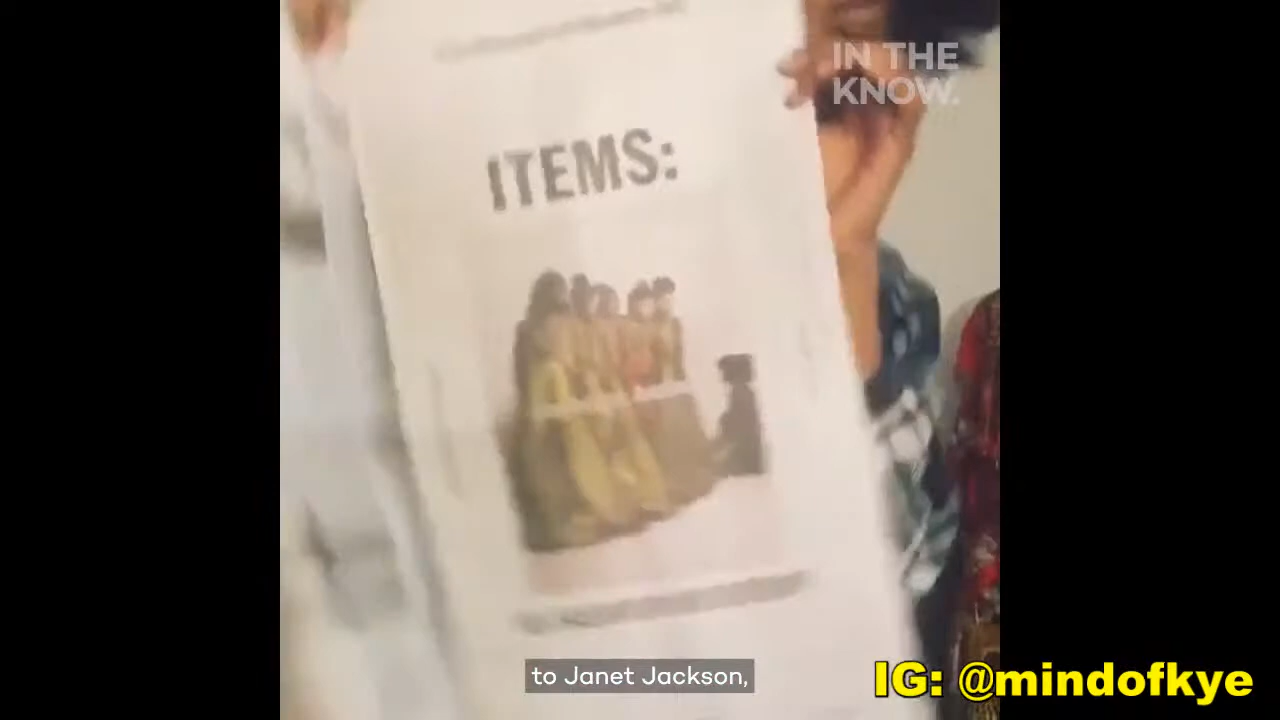 IN THE
KNOW.
ITEMS:
to Janet Jackson,
IG: @mindofkye